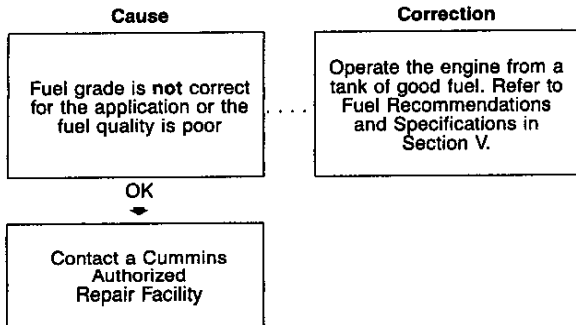 Cause
Correction
Fuel grade is not correct
for the application or the
fuel quality is poor
Operate the engine from a
tank of good fuel. Refer to
Fuel Recommendations
and Specifications in
Section V.
OK
Contact a Cummins
Authorized
Repair Facility